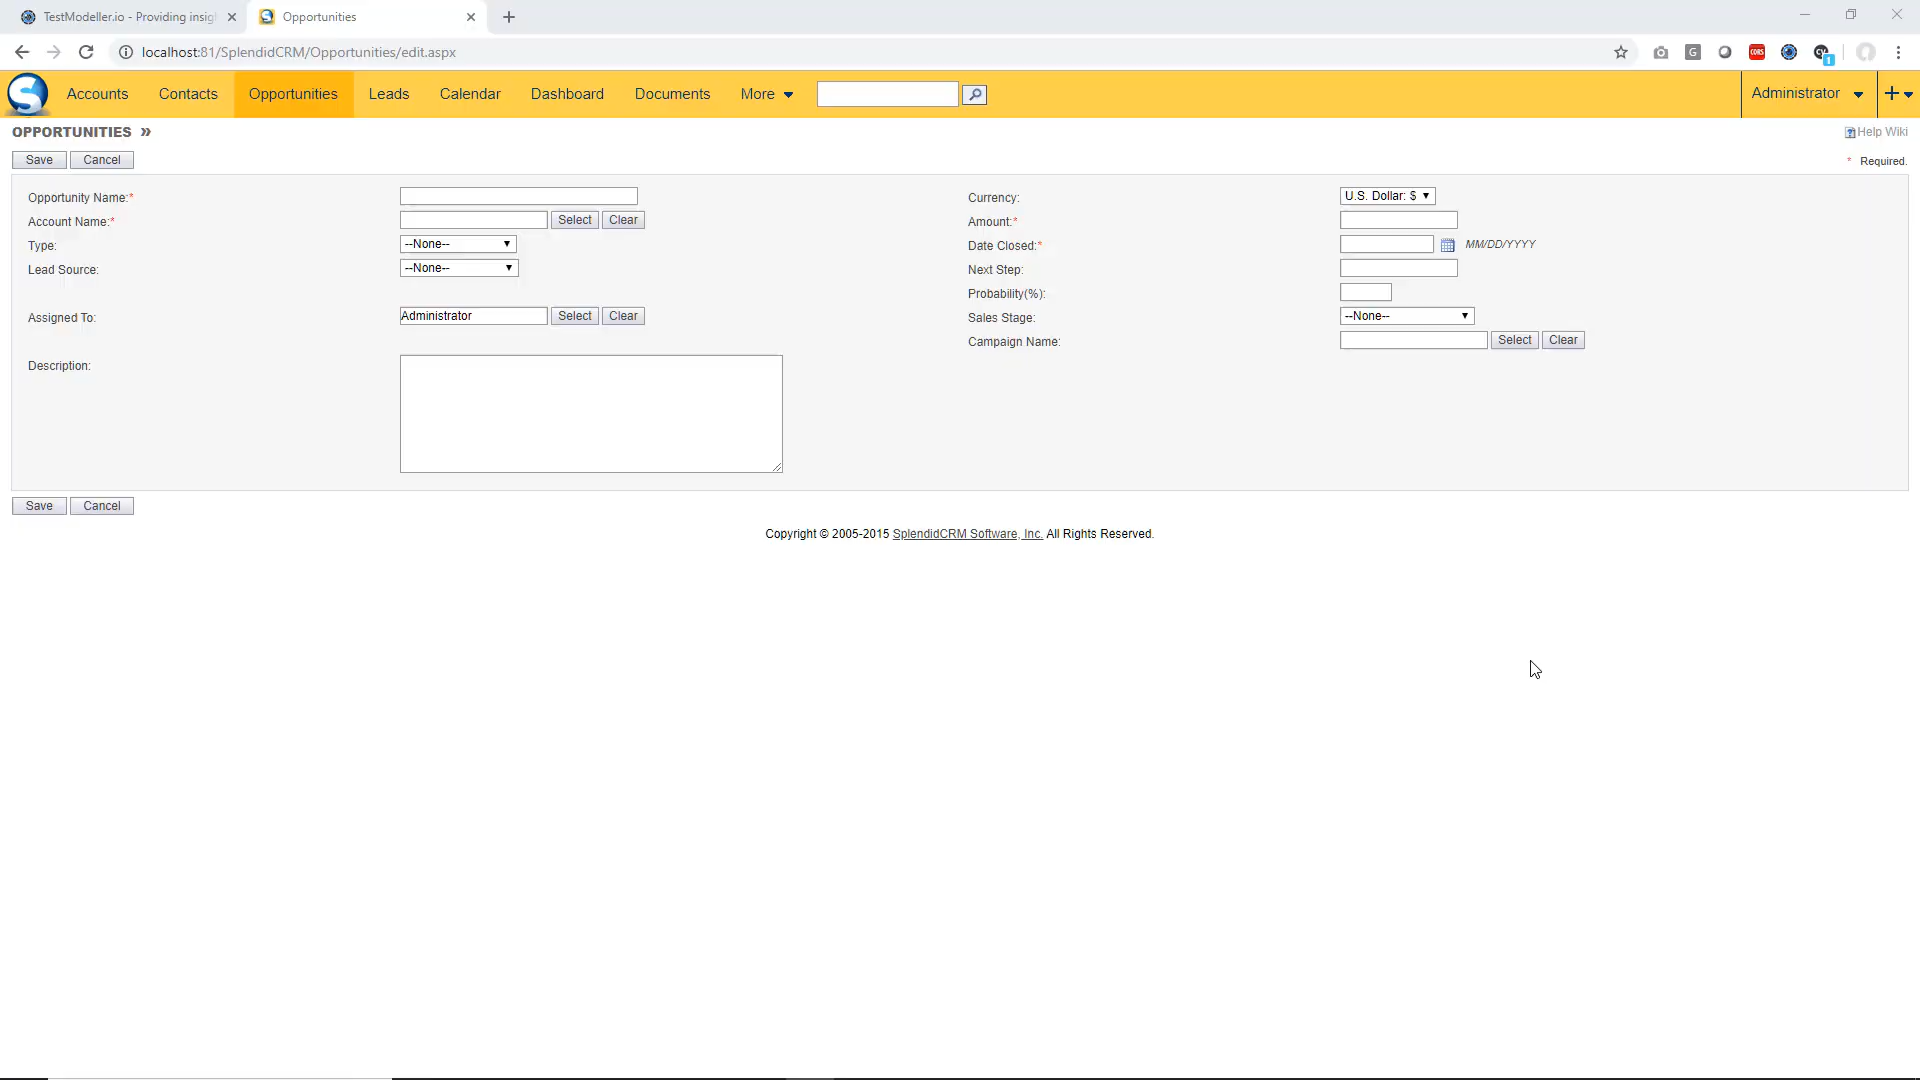 TestModeller.io - Providing insig
Opportunities
localhost:81/SplendidCRM/Opportunities/edit.aspx
Accounts Contacts Opportunities Leads Calendar Dashboard Documents More Administrator
OPPORTUNITIES »
Help Wiki
Save Cancel
* Required.
Opportunity Name:*
Currency: U.S. Dollar: $
Account Name:* Select Clear
Amount:*
Type: --None--
Date Closed:* MM/DD/YYYY
Lead Source: --None--
Next Step:
Probability(%):
Assigned To: Administrator Select Clear
Sales Stage: --None--
Campaign Name: Select Clear
Description:
Save Cancel
Copyright © 2005-2015 SplendidCRM Software, Inc. All Rights Reserved.